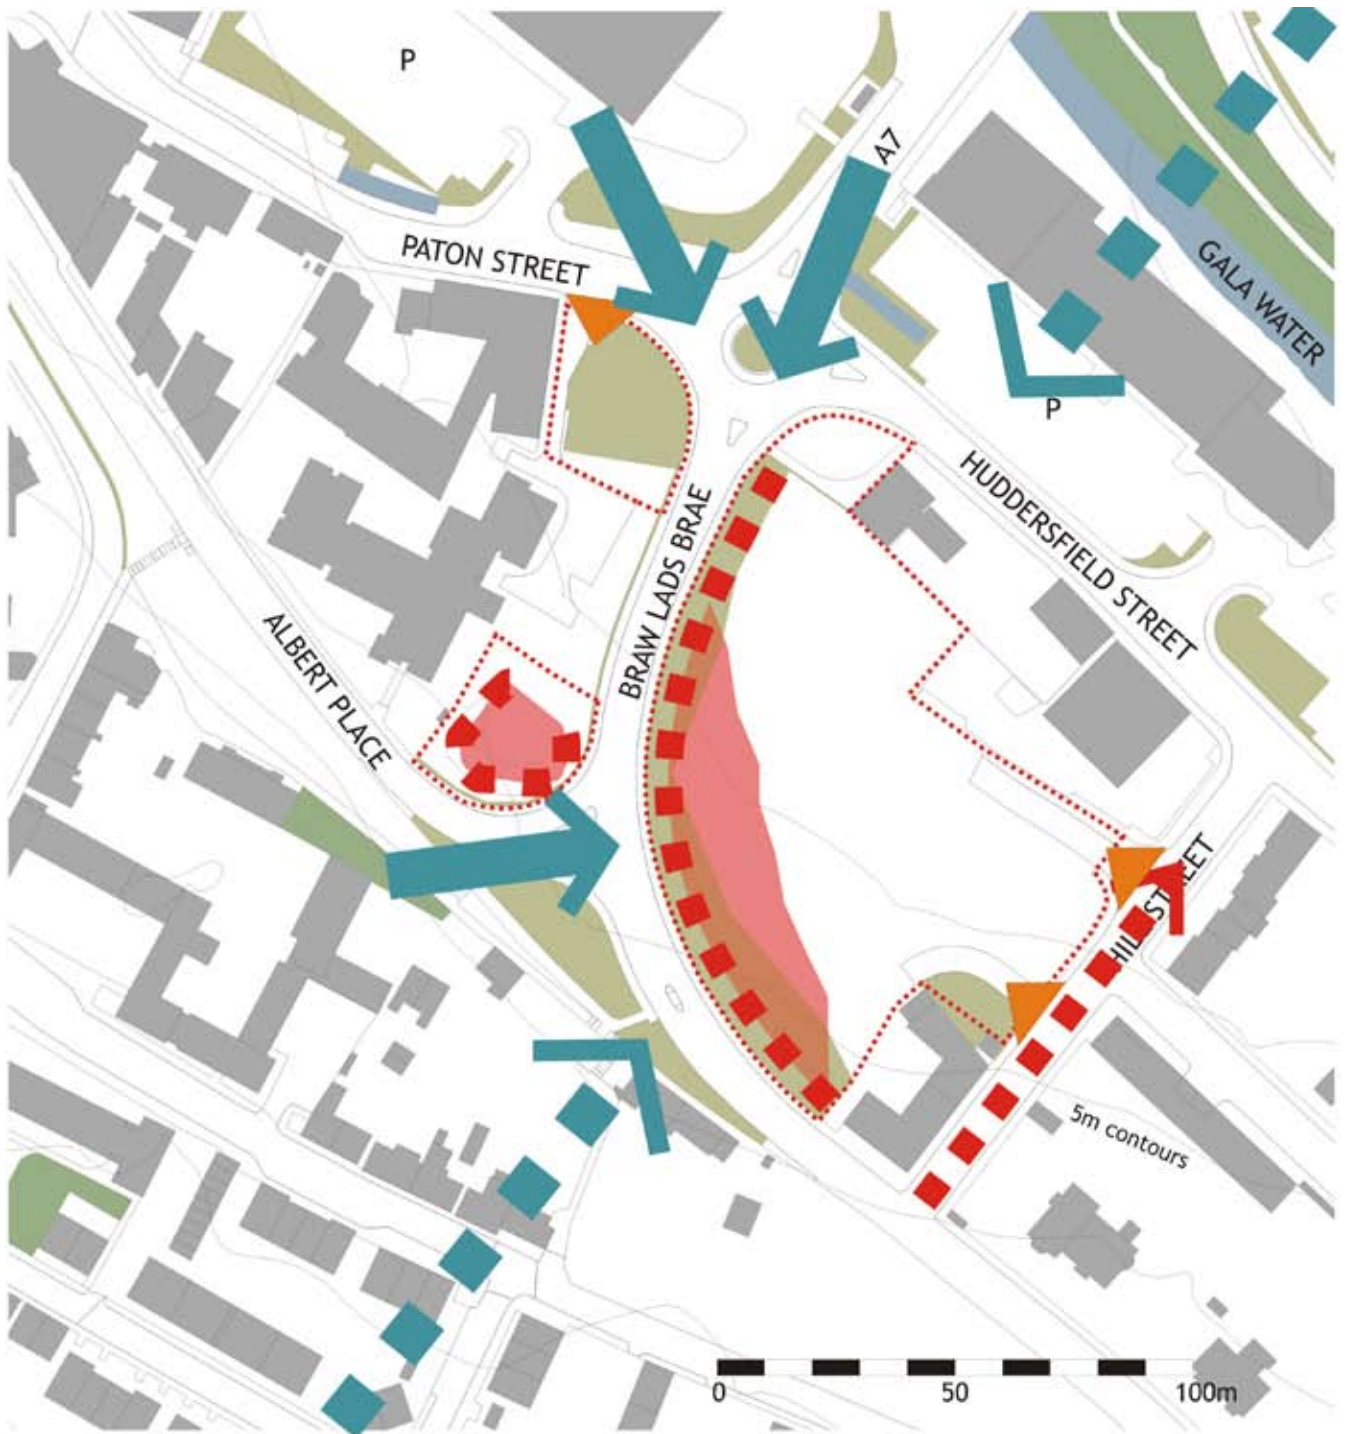 P
A7
PATON STREET
GALA WATER
P
HUDDERSFIELD STREET
BRAW LADS BRAE
ALBERT PLACE
5m contours
0 50 100m